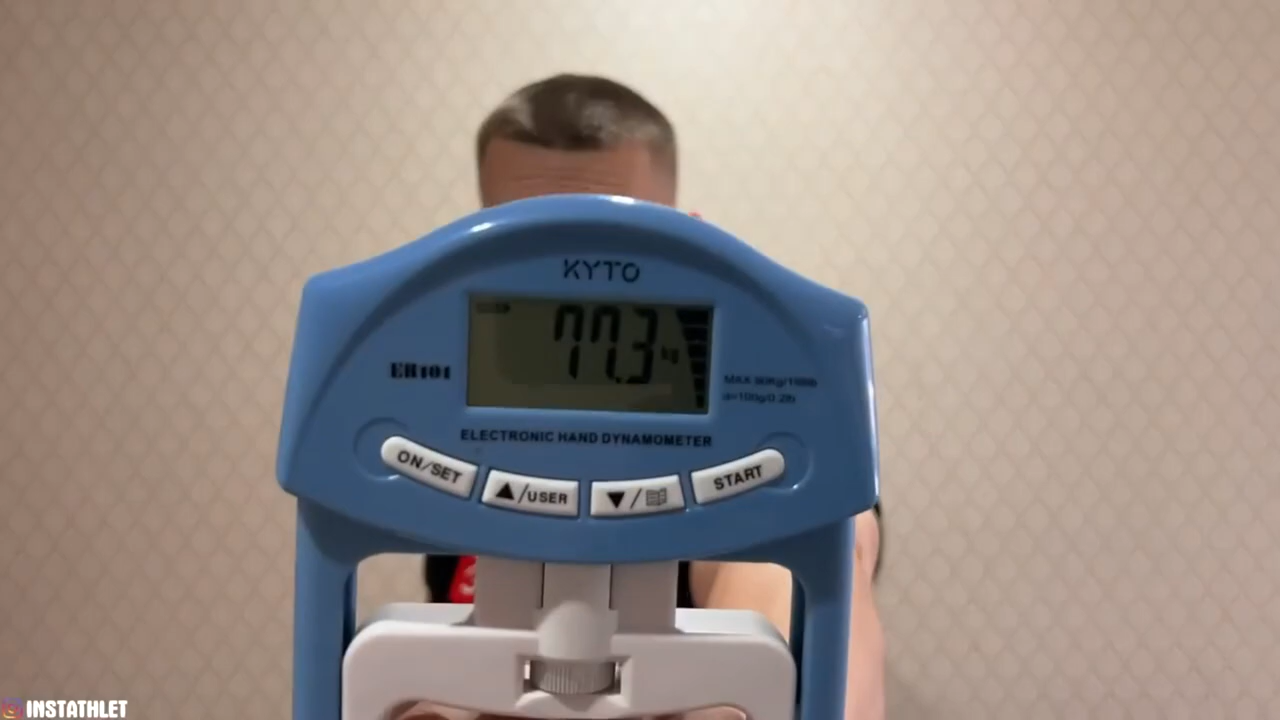 KYTO
77.3 kg
EH101
MAX 90Kg/198lb
d=100g/0.2lb
ELECTRONIC HAND DYNAMOMETER
ON/SET
▲/USER
▼/
START
INSTATHLET